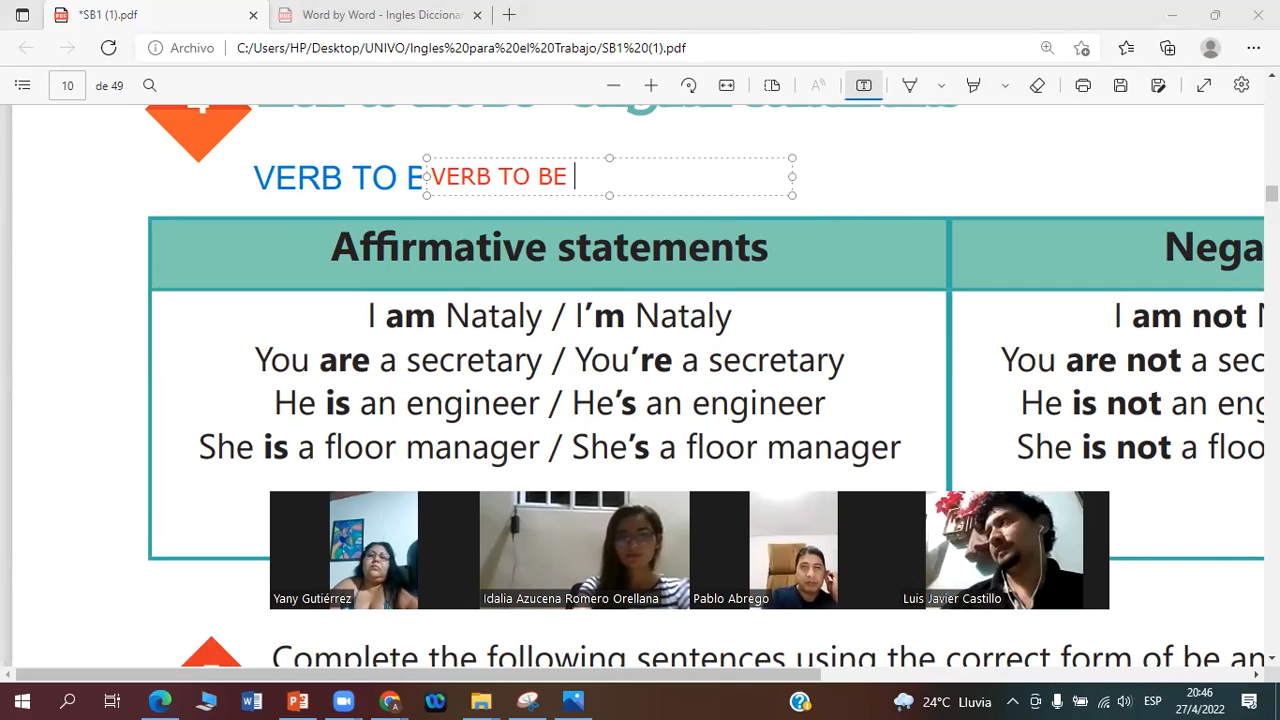 *SB1 (1).pdf
Word by Word - Ingles Diccionar
Archivo C:/Users/HP/Desktop/UNIVO/Ingles%20para%20el%20Trabajo/SB1%20(1).pdf
10 de 49
VERB TO B VERB TO BE
Affirmative statements Nega
I am Nataly / I'm Nataly I am not N
You are a secretary / You're a secretary You are not a sec
He is an engineer / He's an engineer He is not an eng
She is a floor manager / She's a floor manager She is not a floo
Yany Gutiérrez Idalia Azucena Romero Orellana Pablo Abrego Luis Javier Castillo
Complete the following sentences using the correct form of be an
24°C Lluvia ESP 20:46
27/4/2022